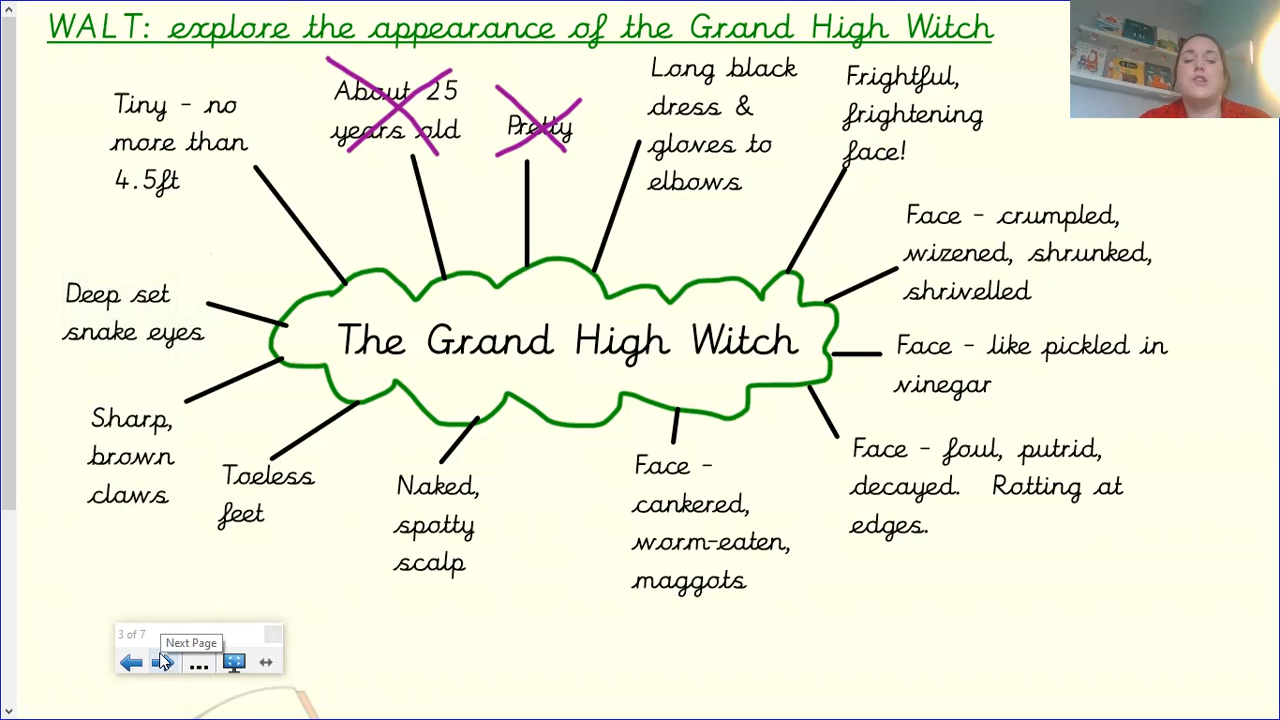 WALT: explore the appearance of the Grand High Witch
Tiny - no
more than
4.5ft
About 25
years old
Pretty
Long black
dress &
gloves to
elbows
Frightful,
frightening
face!
Face - crumpled,
wizened, shrunked,
shrivelled
Face - like pickled in
vinegar
Face - foul, putrid,
decayed. Rotting at
edges.
Face -
cankered,
worm-eaten,
maggots
Naked,
spotty
scalp
Toeless
feet
Sharp,
brown
claws
Deep set
snake eyes
The Grand High Witch
3 of 7
Next Page